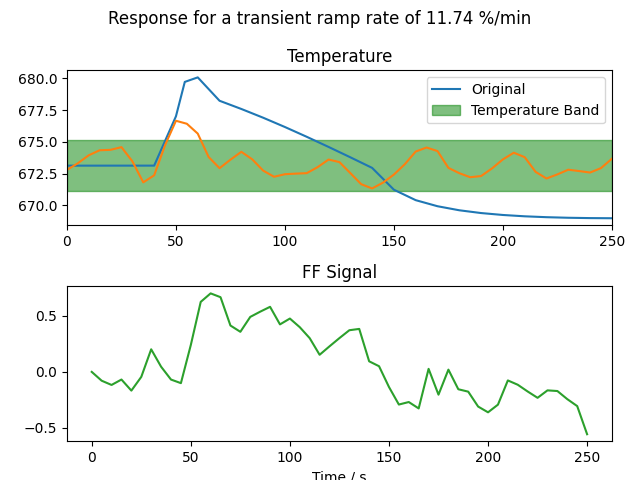 Response for a transient ramp rate of 11.74 %/min
Temperature
680.0
677.5
675.0
672.5
670.0
Original
Temperature Band
0 50 100 150 200 250
FF Signal
0.5
0.0
−0.5
0 50 100 150 200 250
Time / s